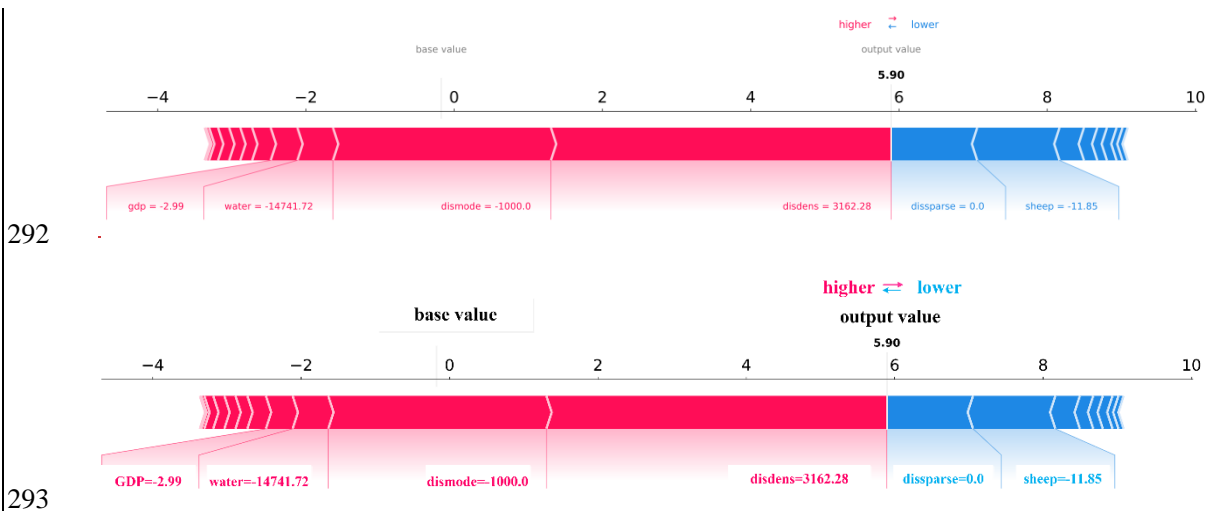 higher lower
base value output value
5.90
−4 −2 0 2 4 6 8 10
gdp = -2.99 water = -14741.72 dismode = -1000.0 disdens = 3162.28 dissparse = 0.0 sheep = -11.85
292
higher lower
base value output value
5.90
−4 −2 0 2 4 6 8 10
GDP=-2.99 water=-14741.72 dismode=-1000.0 disdens=3162.28 dissparse=0.0 sheep=-11.85
293